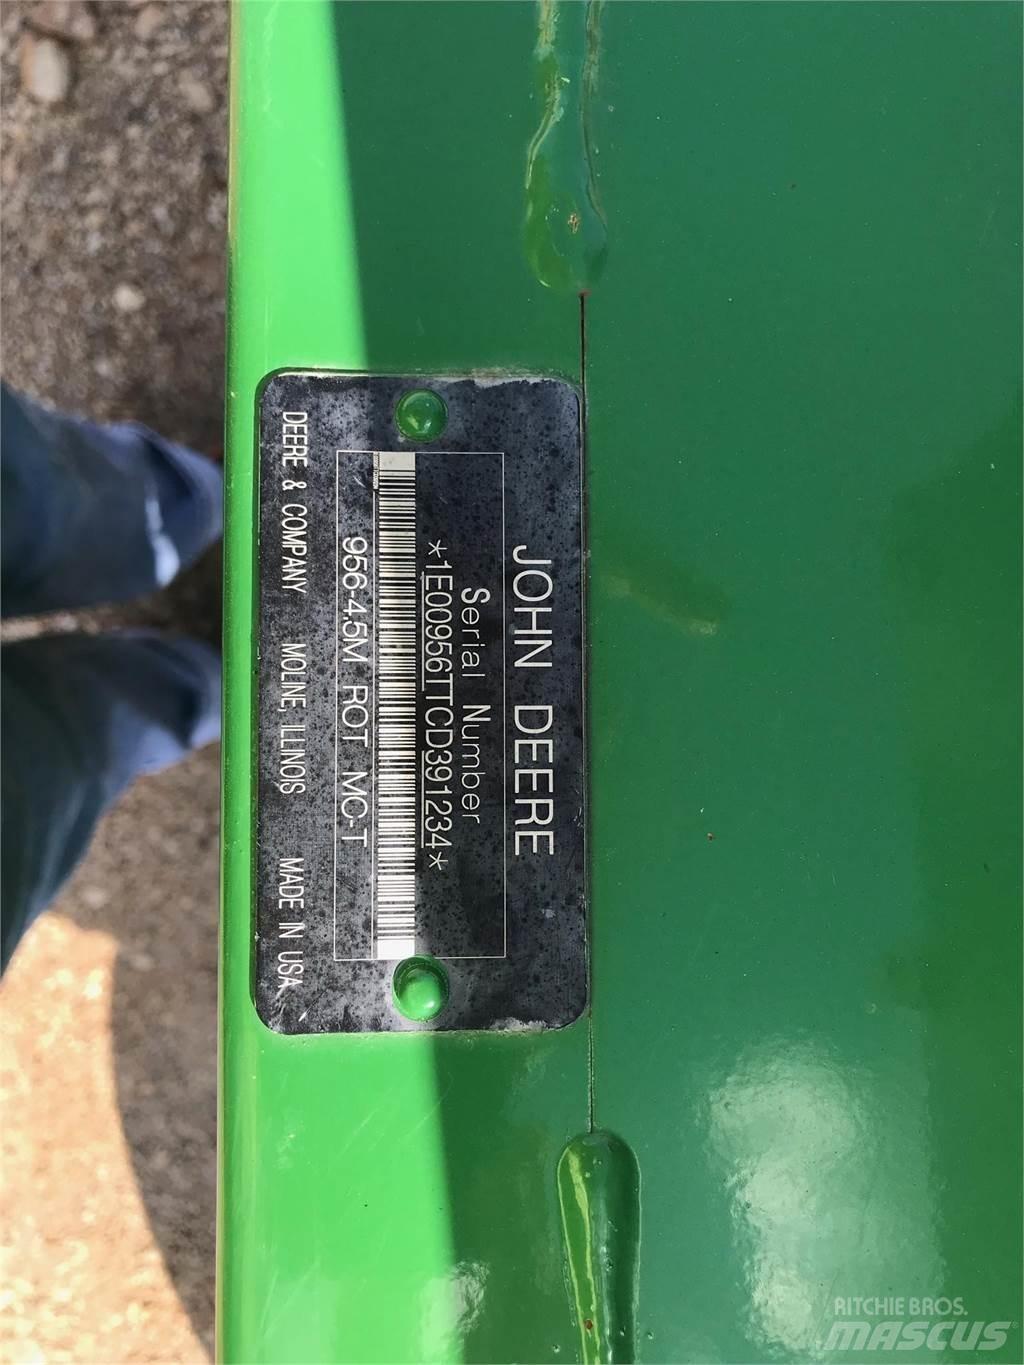 JOHN DEERE
Serial Number
*1E00956TTCD391234*
956-4.5M ROT MC-T
DEERE & COMPANY MOLINE, ILLINOIS MADE IN USA
RITCHIE BROS.
MASCUS